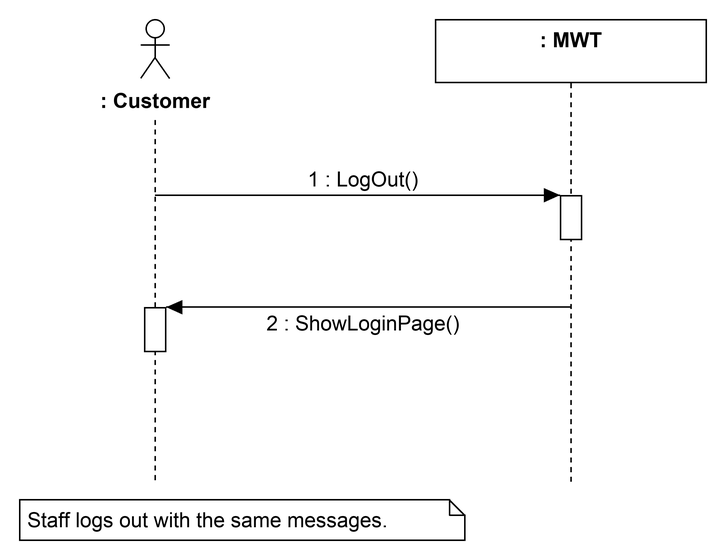 : Customer
: MWT
1 : LogOut()
2 : ShowLoginPage()
Staff logs out with the same messages.